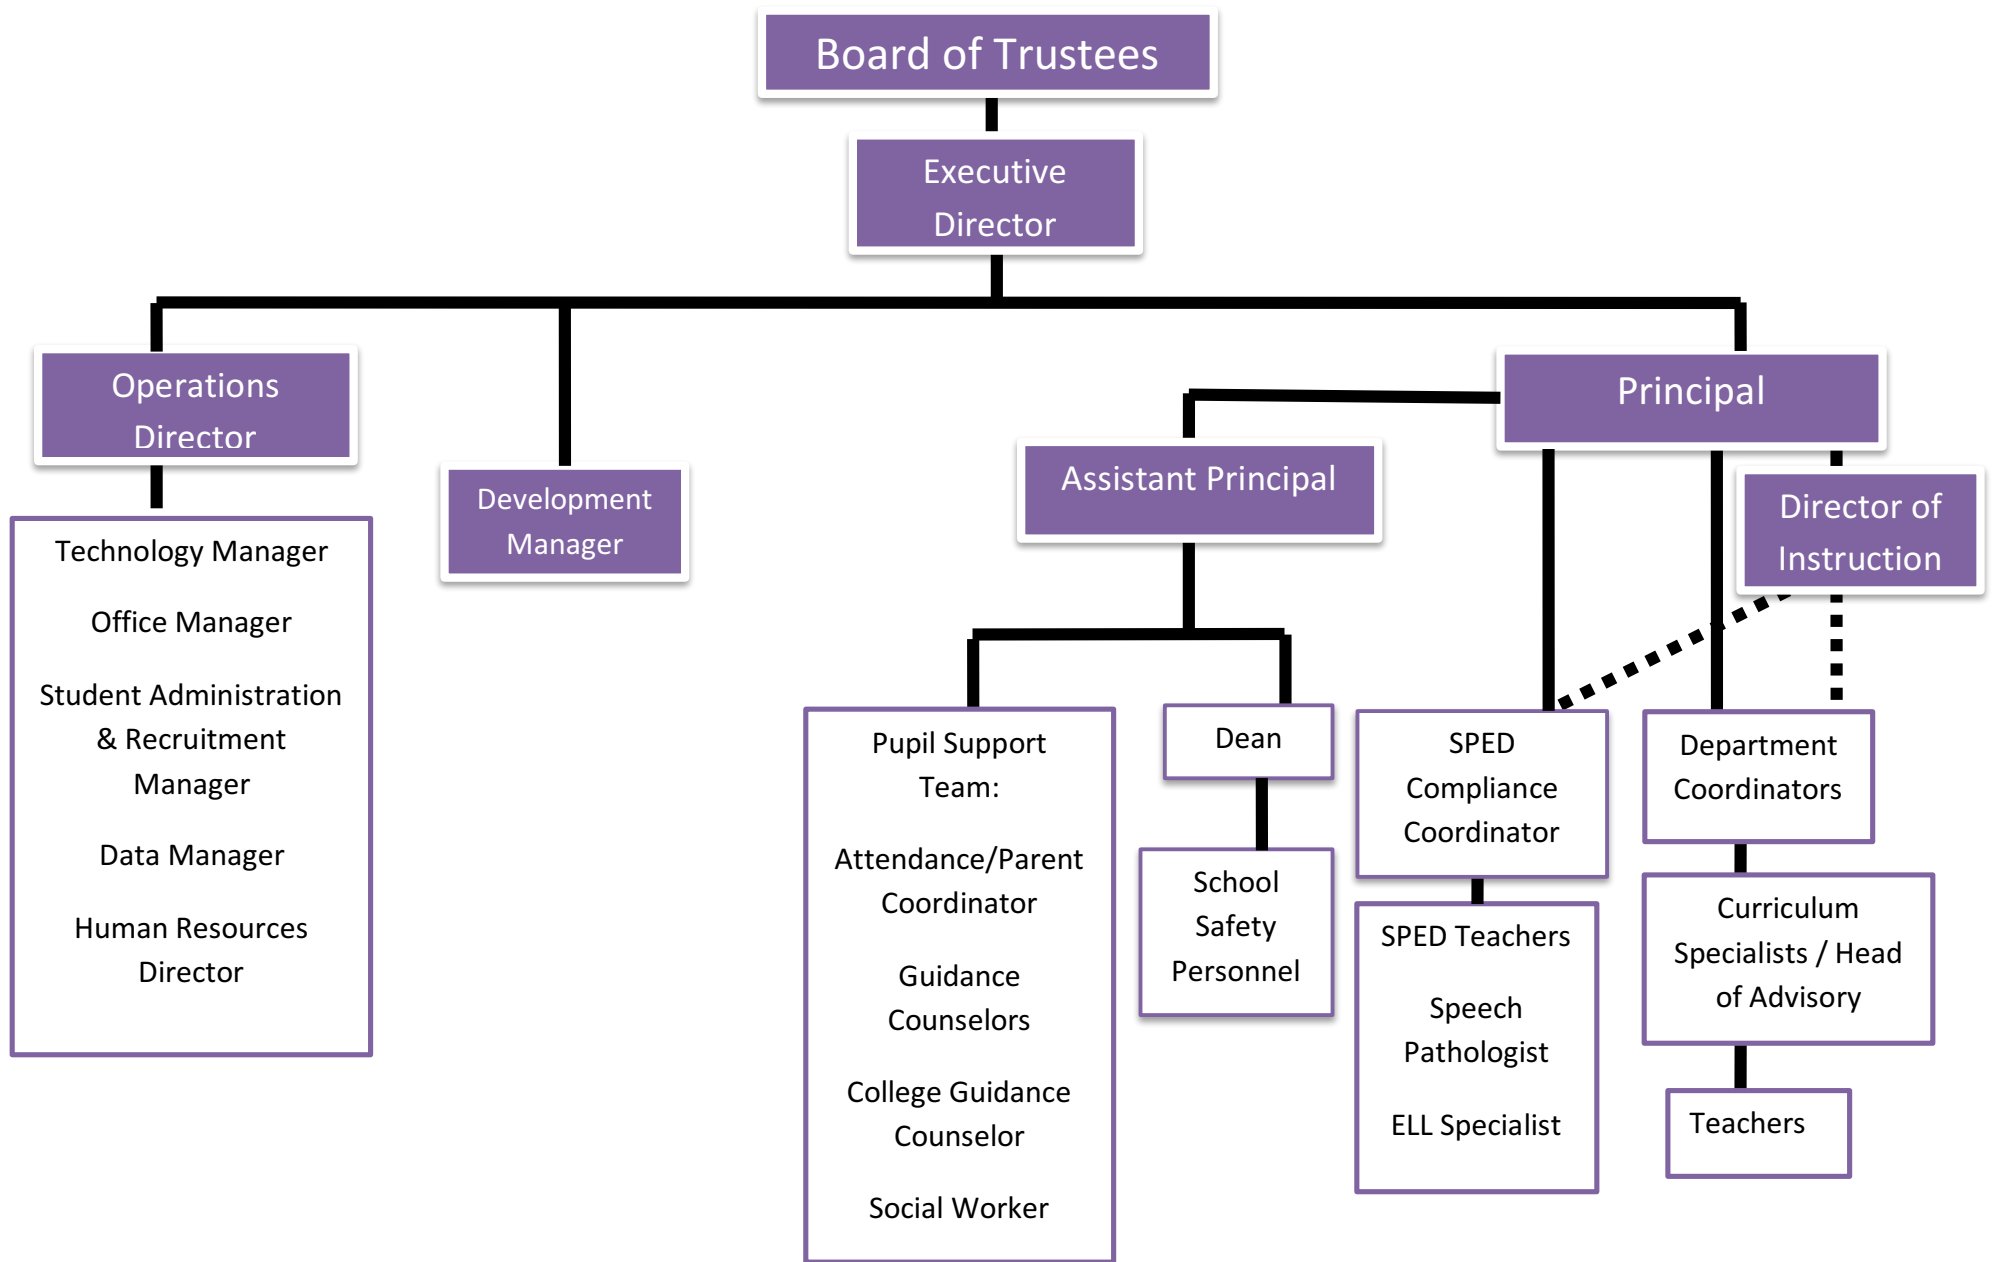 Board of Trustees
Executive
Director
Operations
Director
Development
Manager
Principal
Assistant Principal
Director of
Instruction
Technology Manager
Office Manager
Student Administration
& Recruitment
Manager
Data Manager
Human Resources
Director
Pupil Support
Team:
Attendance/Parent
Coordinator
Guidance
Counselors
College Guidance
Counselor
Social Worker
Dean
School
Safety
Personnel
SPED
Compliance
Coordinator
SPED Teachers
Speech
Pathologist
ELL Specialist
Department
Coordinators
Curriculum
Specialists / Head
of Advisory
Teachers